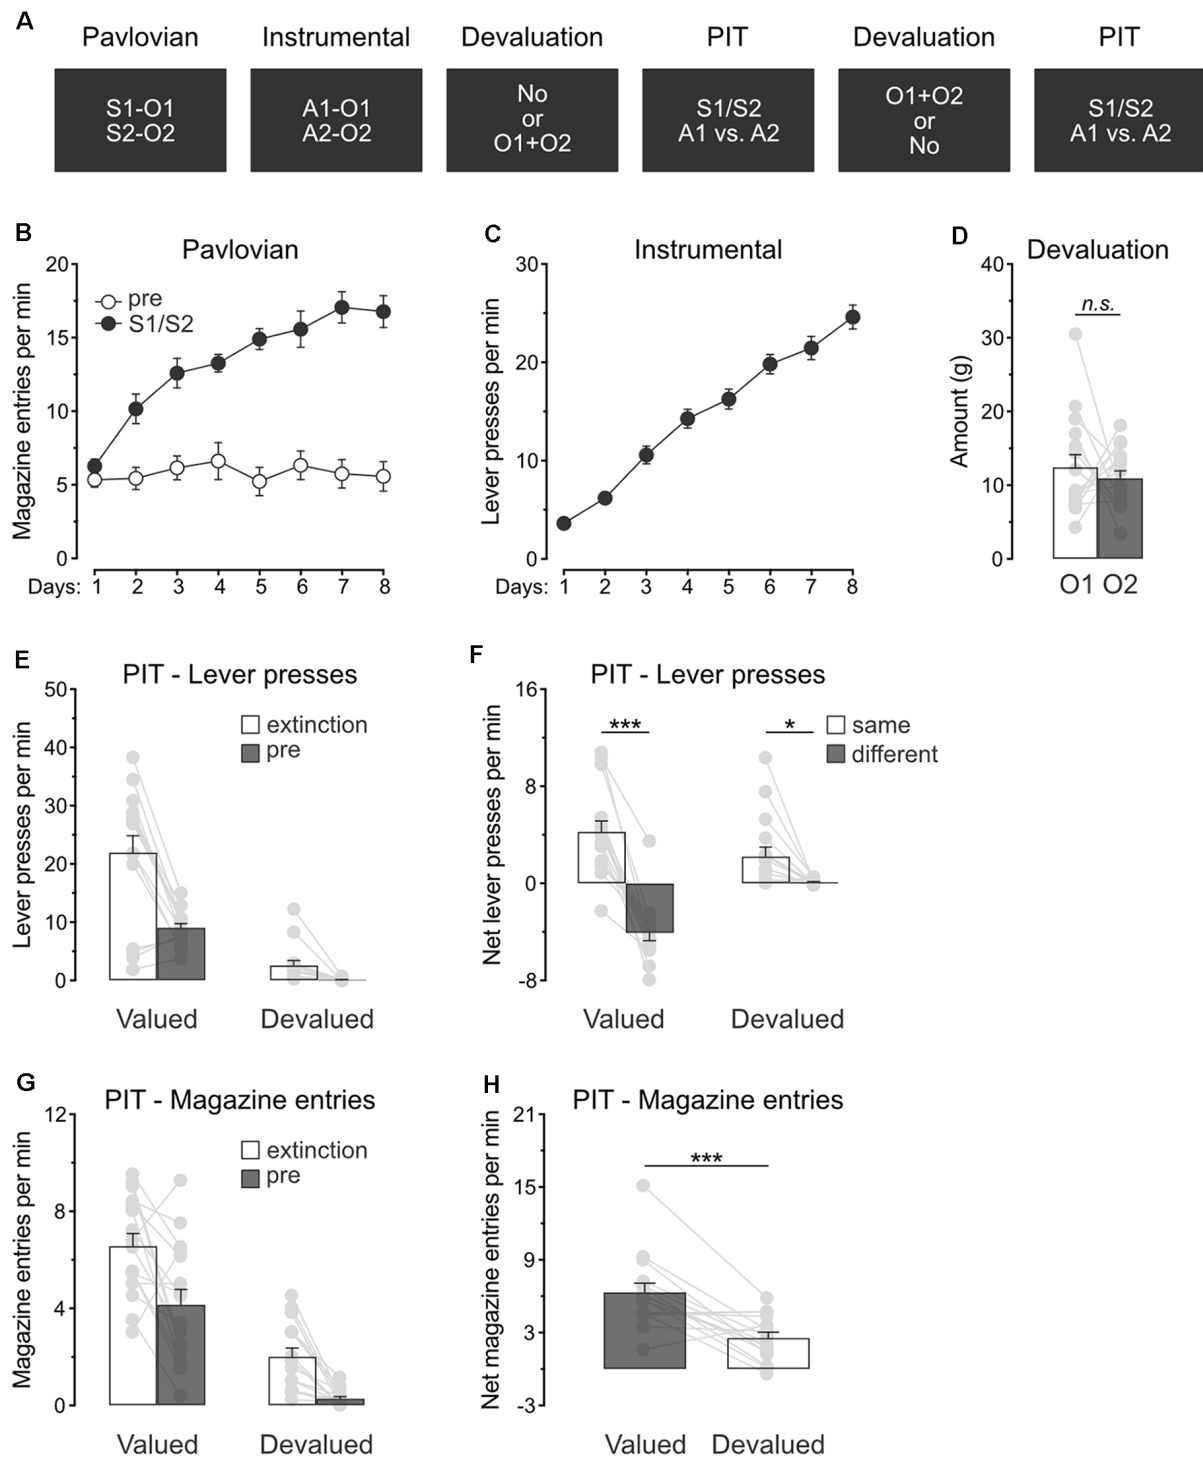 A
Pavlovian Instrumental Devaluation PIT Devaluation PIT
S1-O1
S2-O2
A1-O1
A2-O2
No
or
O1+O2
S1/S2
A1 vs. A2
O1+O2
or
No
S1/S2
A1 vs. A2
B
Pavlovian
Magazine entries per min
20
15
10
5
0
pre
S1/S2
Days: 1 2 3 4 5 6 7 8
C
Instrumental
Lever presses per min
30
20
10
0
Days: 1 2 3 4 5 6 7 8
D
Devaluation
Amount (g)
40
30
20
10
0
n.s.
O1 O2
E
PIT - Lever presses
Lever presses per min
50
40
30
20
10
0
extinction
pre
Valued Devalued
F
PIT - Lever presses
Net lever presses per min
16
8
0
-8
*** *
same
different
Valued Devalued
G
PIT - Magazine entries
Magazine entries per min
12
8
4
0
extinction
pre
Valued Devalued
H
PIT - Magazine entries
Net magazine entries per min
21
15
9
3
-3
***
Valued Devalued